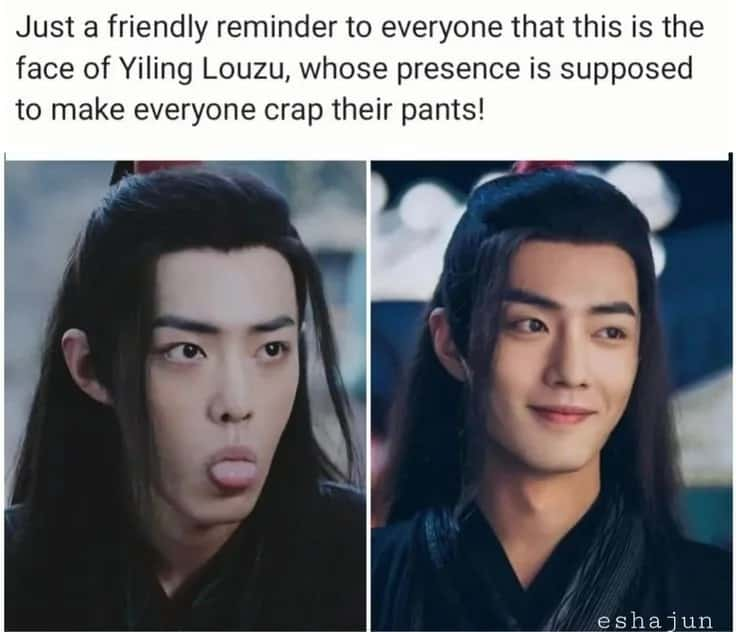 Just a friendly reminder to everyone that this is the
face of Yiling Louzu, whose presence is supposed
to make everyone crap their pants!
eshajun